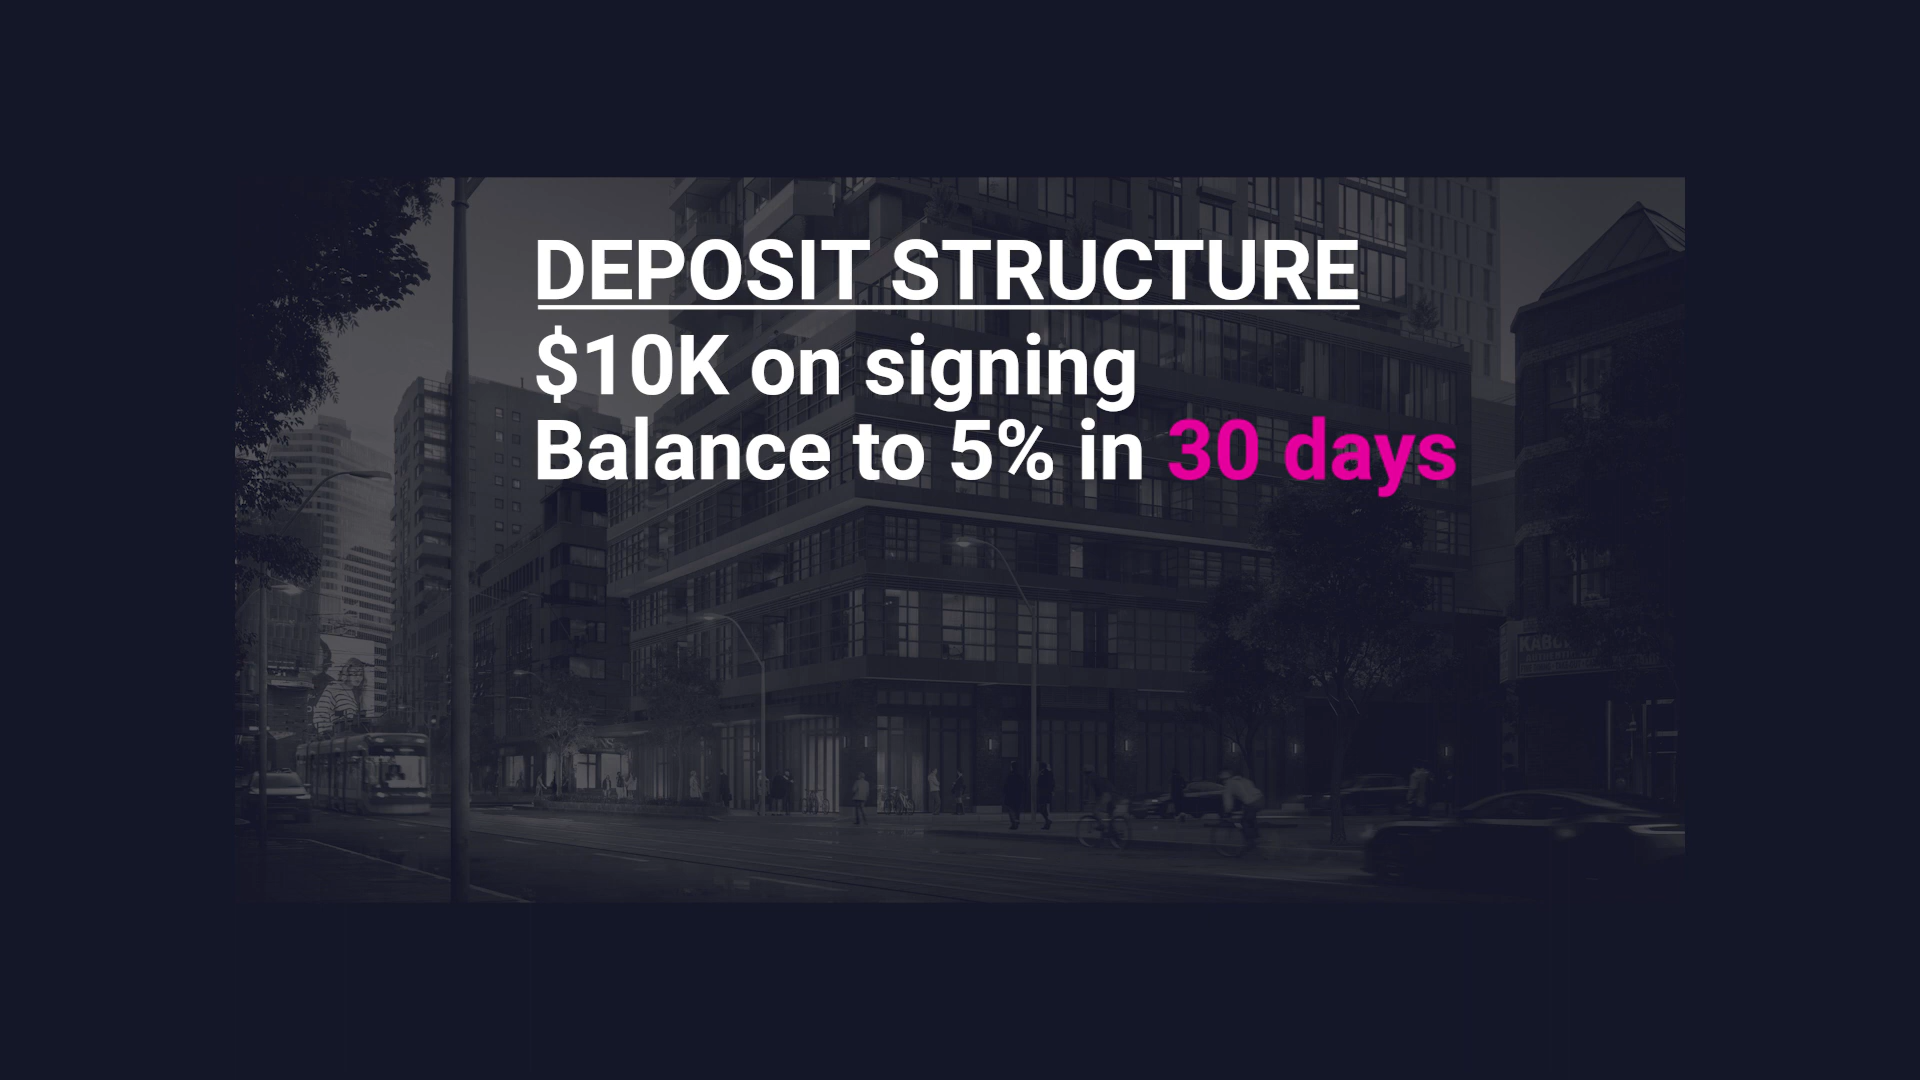 DEPOSIT STRUCTURE
$10K on signing
Balance to 5% in 30 days